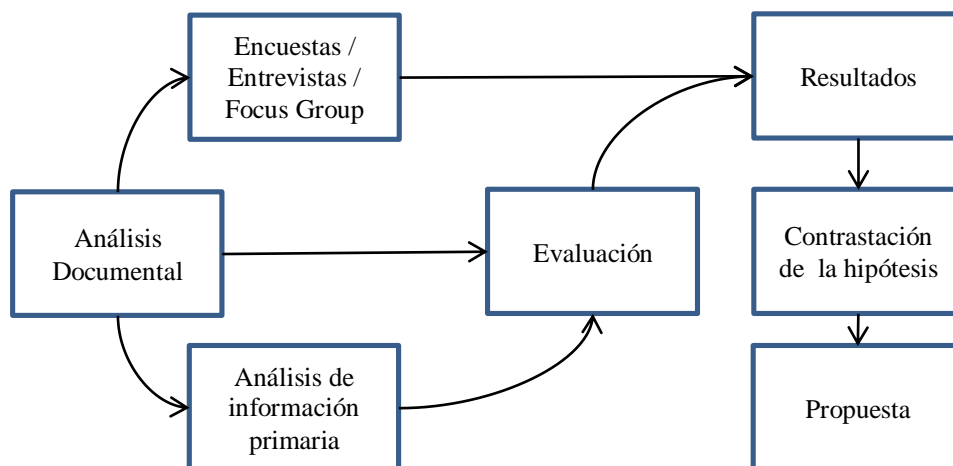 Encuestas /
Entrevistas /
Focus Group
Resultados
Análisis
Documental
Evaluación
Contrastación
de la hipótesis
Análisis de
información
primaria
Propuesta